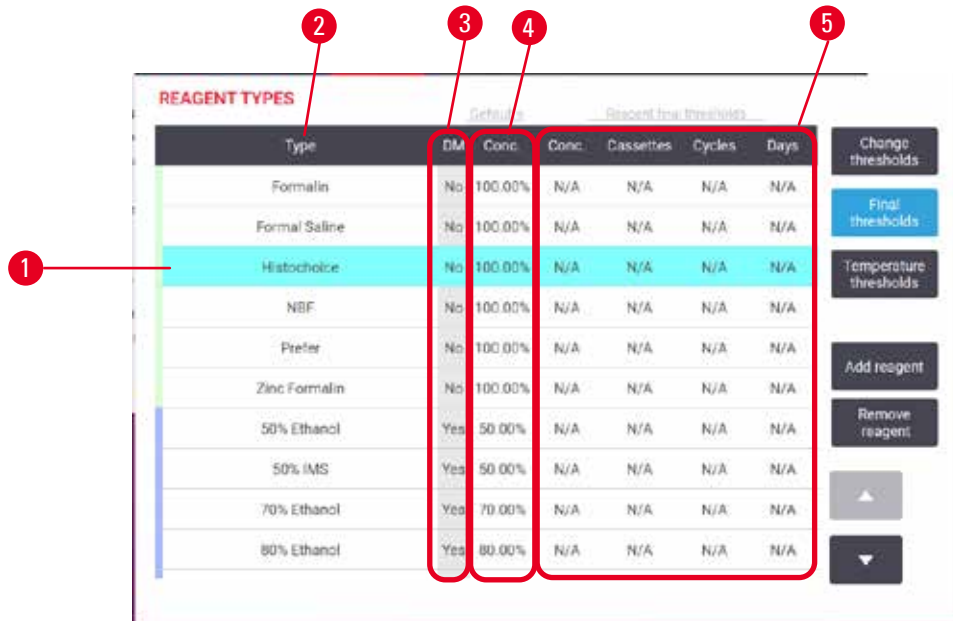 2 3 4 5
REAGENT TYPES
Defaults Reagent final thresholds
Type DM Conc. Conc. Cassettes Cycles Days
Formalin No 100.00% N/A N/A N/A N/A
Formal Saline No 100.00% N/A N/A N/A N/A
1 Histochoice No 100.00% N/A N/A N/A N/A
NBF No 100.00% N/A N/A N/A N/A
Prefer No 100.00% N/A N/A N/A N/A
Zinc Formalin No 100.00% N/A N/A N/A N/A
50% Ethanol Yes 50.00% N/A N/A N/A N/A
50% IMS Yes 50.00% N/A N/A N/A N/A
70% Ethanol Yes 70.00% N/A N/A N/A N/A
80% Ethanol Yes 80.00% N/A N/A N/A N/A
Change
thresholds
Final
thresholds
Temperature
thresholds
Add reagent
Remove
reagent